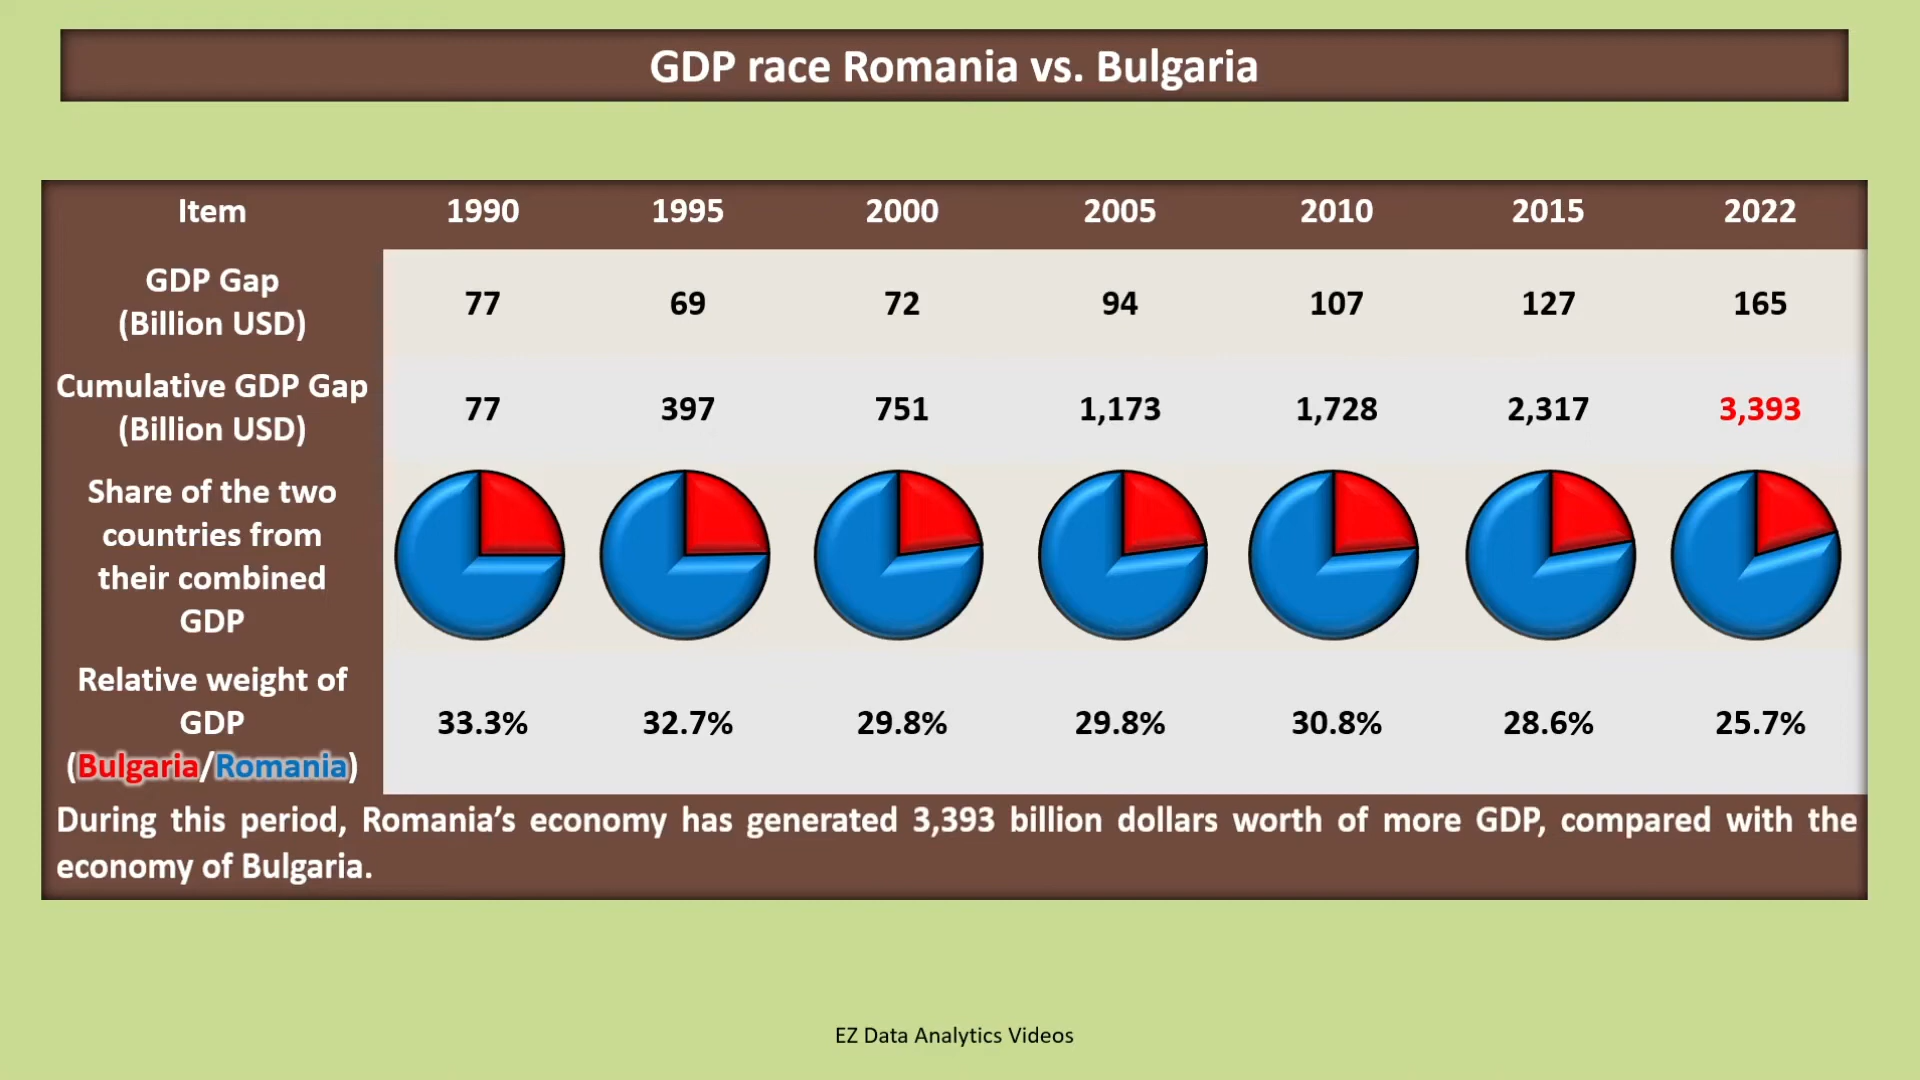 GDP race Romania vs. Bulgaria
Item 1990 1995 2000 2005 2010 2015 2022
GDP Gap
(Billion USD)
77 69 72 94 107 127 165
Cumulative GDP Gap
(Billion USD)
77 397 751 1,173 1,728 2,317 3,393
Share of the two
countries from
their combined
GDP
Relative weight of
GDP
(Bulgaria/Romania)
33.3% 32.7% 29.8% 29.8% 30.8% 28.6% 25.7%
During this period, Romania’s economy has generated 3,393 billion dollars worth of more GDP, compared with the
economy of Bulgaria.
EZ Data Analytics Videos